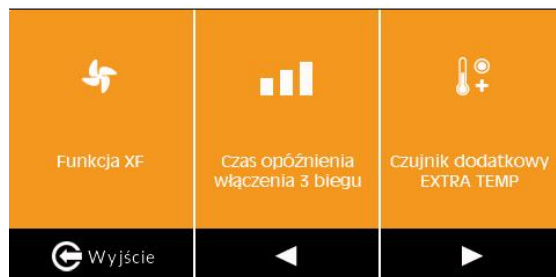 Funkcja XF
Czas opóźnienia
włączenia 3 biegu
Czujnik dodatkowy
EXTRA TEMP
Wyjście